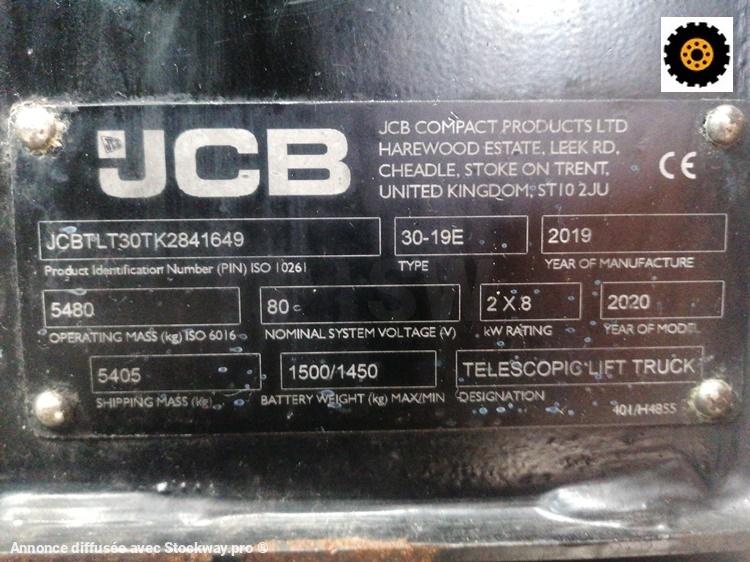 JCB
JCB COMPACT PRODUCTS LTD
HAREWOOD ESTATE, LEEK RD,
CHEADLE, STOKE ON TRENT,
UNITED KINGDOM, ST10 2JU
CE
JCBTLT30TK2841649 30-19E 2019
Product Identification Number (PIN) ISO 10261 TYPE YEAR OF MANUFACTURE
5480 80 2 X 8 2020
OPERATING MASS (kg) ISO 6016 NOMINAL SYSTEM VOLTAGE (V) kW RATING YEAR OF MODEL
5405 1500/1450 TELESCOPIC LIFT TRUCK
SHIPPING MASS (kg) BATTERY WEIGHT (kg) MAX/MIN DESIGNATION
401/H4855
Annonce diffusée avec Stockway.pro ®